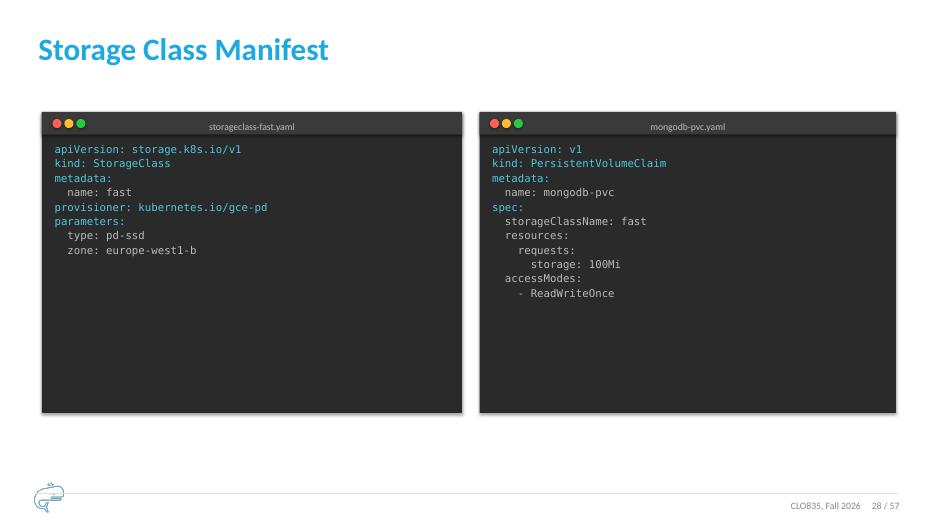 Storage Class Manifest
storageclass-fast.yaml
apiVersion: storage.k8s.io/v1
kind: StorageClass
metadata:
  name: fast
provisioner: kubernetes.io/gce-pd
parameters:
  type: pd-ssd
  zone: europe-west1-b
mongodb-pvc.yaml
apiVersion: v1
kind: PersistentVolumeClaim
metadata:
  name: mongodb-pvc
spec:
  storageClassName: fast
  resources:
    requests:
      storage: 100Mi
  accessModes:
    - ReadWriteOnce
CLO835, Fall 2026 28 / 57